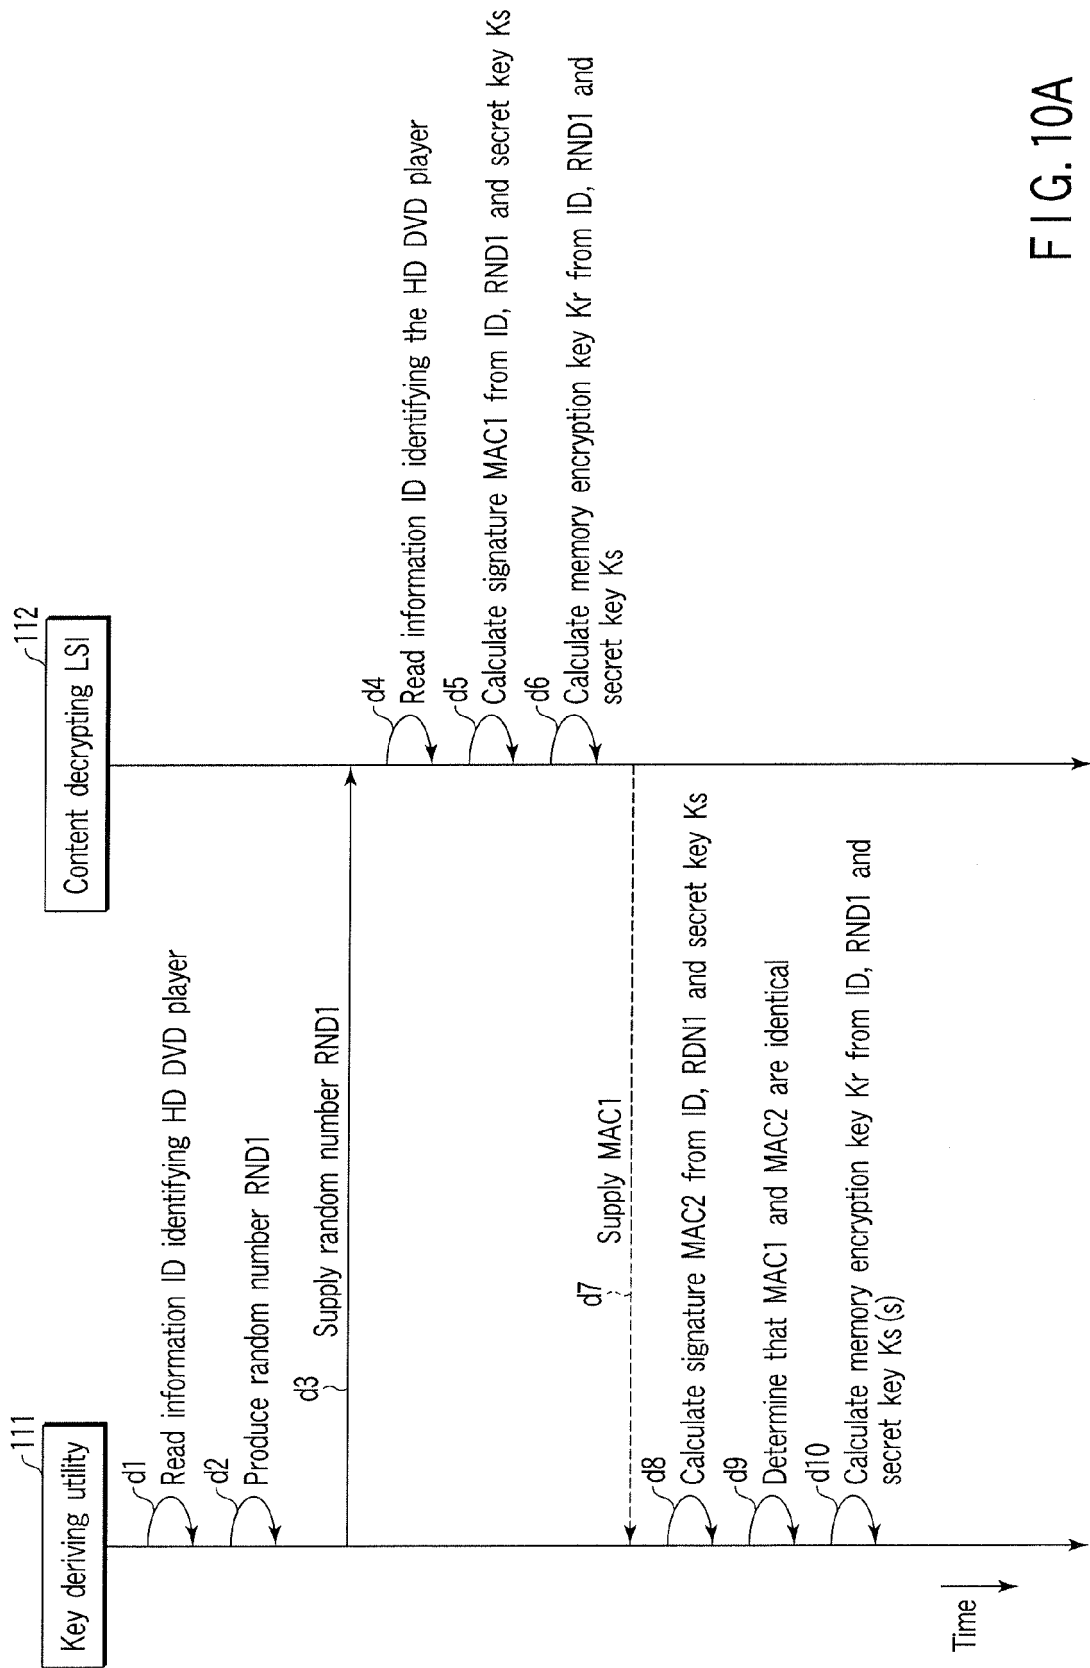 111
Key deriving utility
112
Content decrypting LSI
d1
Read information ID identifying HD DVD player
d2
Produce random number RND1
d3
Supply random number RND1
d4
Read information ID identifying the HD DVD player
d5
Calculate signature MAC1 from ID, RND1 and secret key Ks
d6
Calculate memory encryption key Kr from ID, RND1 and
secret key Ks
d7
Supply MAC1
d8
Calculate signature MAC2 from ID, RDN1 and secret key Ks
d9
Determine that MAC1 and MAC2 are identical
d10
Calculate memory encryption key Kr from ID, RND1 and
secret key Ks(s)
Time
FIG. 10A